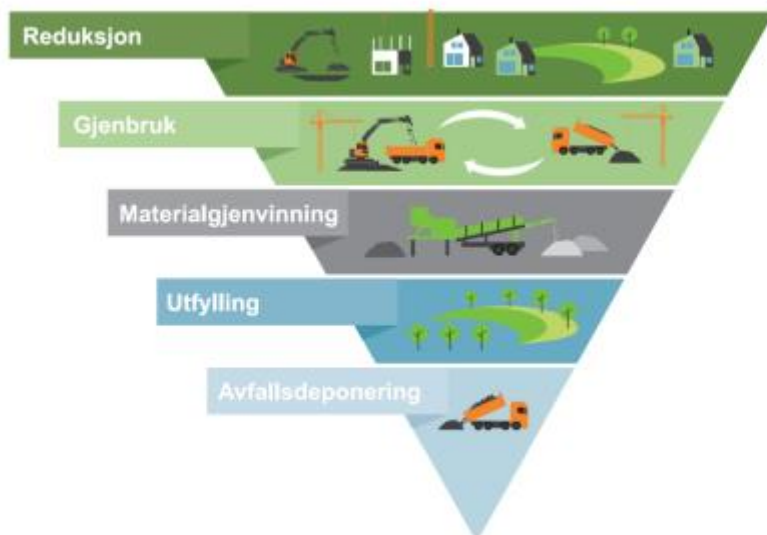 Reduksjon
Gjenbruk
Materialgjenvinning
Utfylling
Avfallsdeponering